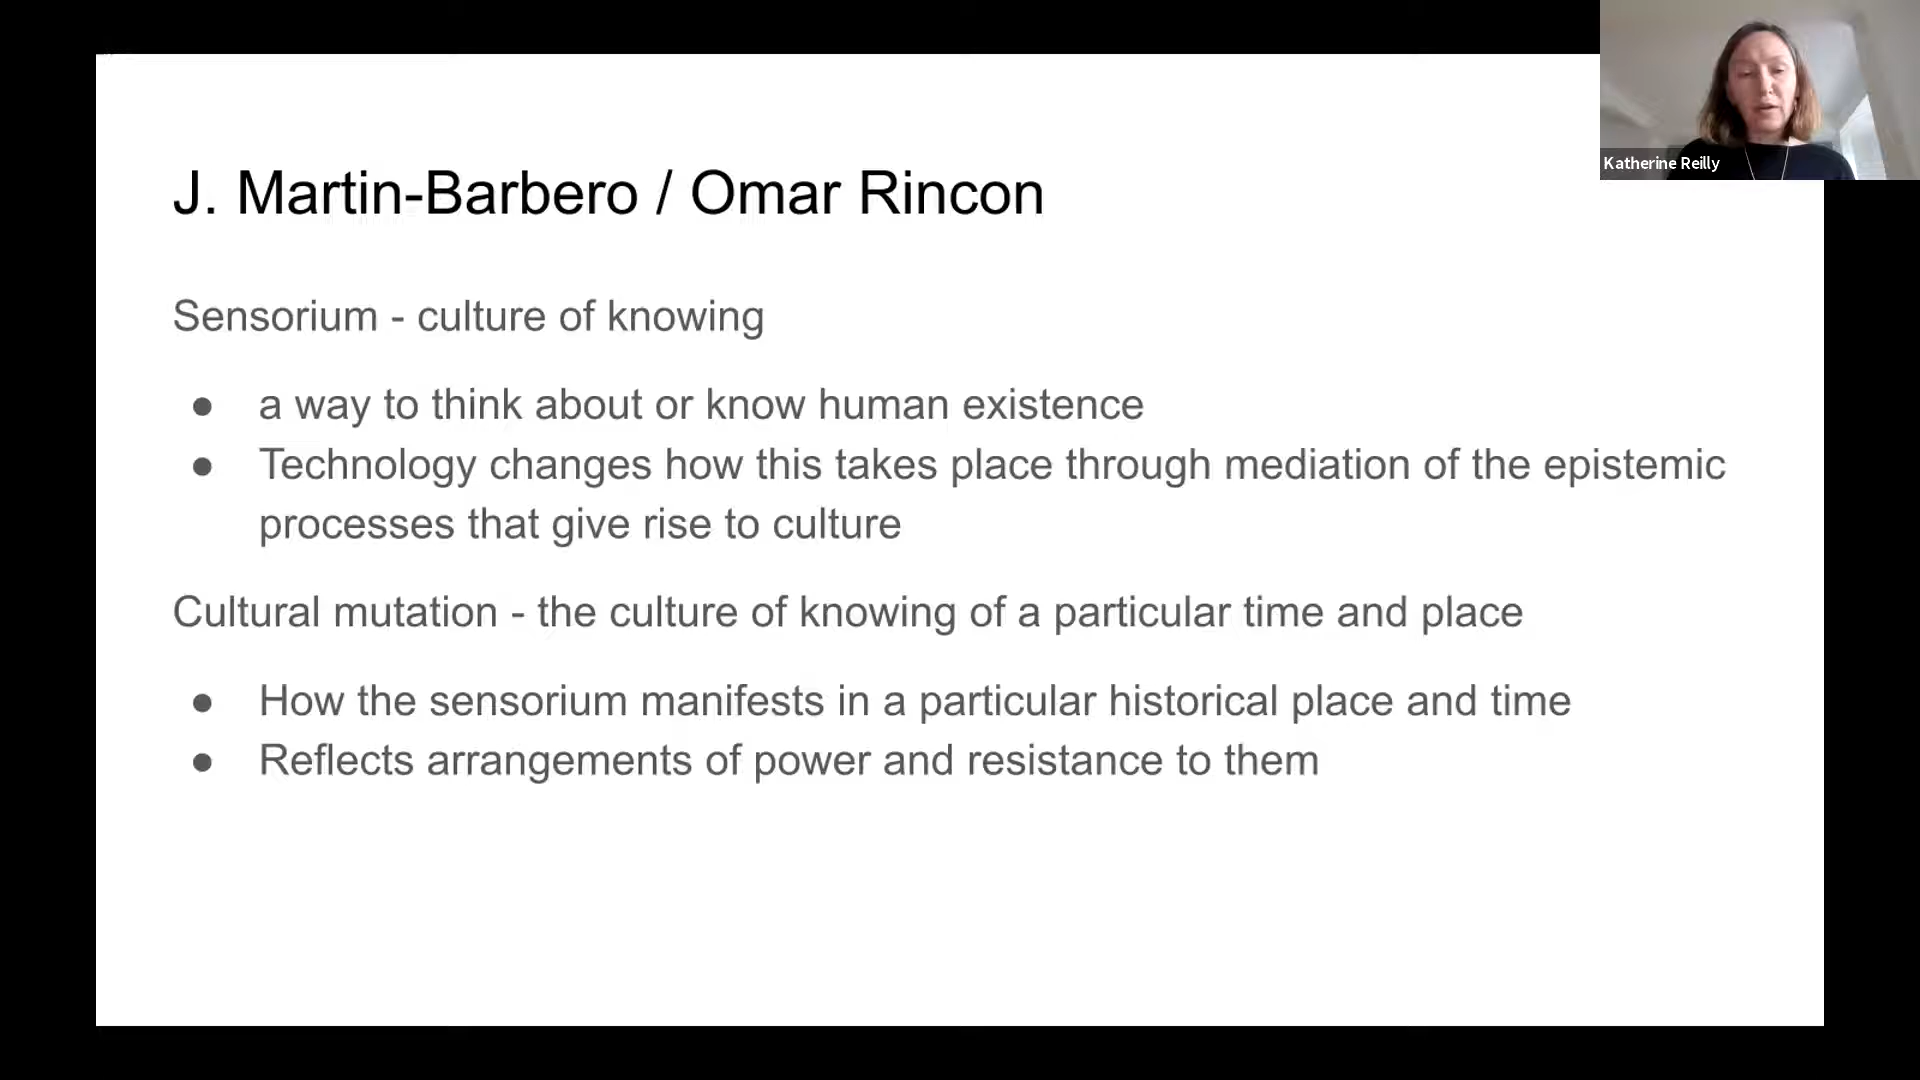 J. Martin-Barbero / Omar Rincon
Sensorium - culture of knowing
● a way to think about or know human existence
● Technology changes how this takes place through mediation of the epistemic
processes that give rise to culture
Cultural mutation - the culture of knowing of a particular time and place
● How the sensorium manifests in a particular historical place and time
● Reflects arrangements of power and resistance to them
Katherine Reilly